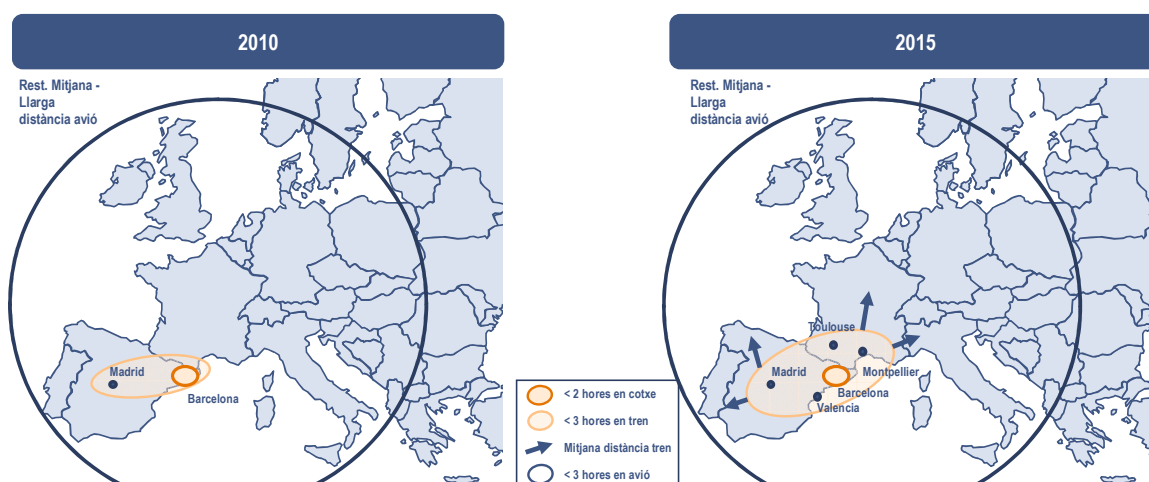 2010
Rest. Mitjana -
Llarga
distància avió
Madrid
Barcelona
2015
Rest. Mitjana -
Llarga
distància avió
Toulouse
Madrid
Montpellier
Barcelona
Valencia
< 2 hores en cotxe
< 3 hores en tren
Mitjana distància tren
< 3 hores en avió